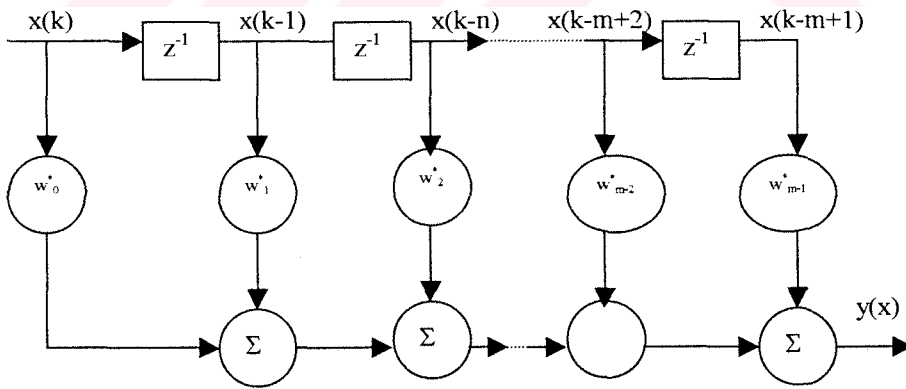 x(k) x(k-1) x(k-n) x(k-m+2) x(k-m+1)
z⁻¹ z⁻¹ z⁻¹
w*₀ w*₁ w*₂ w*ₘ₋₂ w*ₘ₋₁
y(x)
Σ Σ Σ